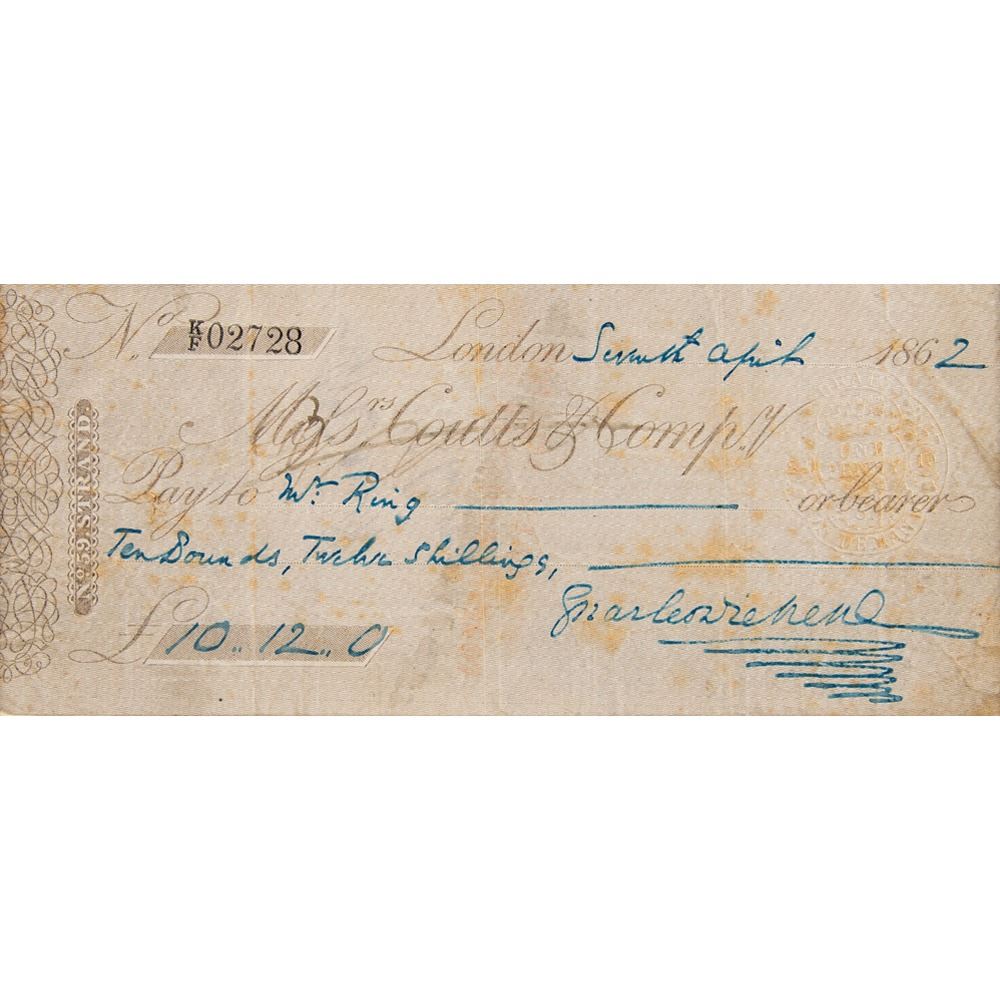 No. K/F 02728 London Seventh April 1862
Messrs. Coutts & Compy.
Pay to Mr. Ring or bearer
Ten Pounds, Twelve Shillings,
Charles Dickens
£ 10 .. 12 .. 0
No. 59 STRAND